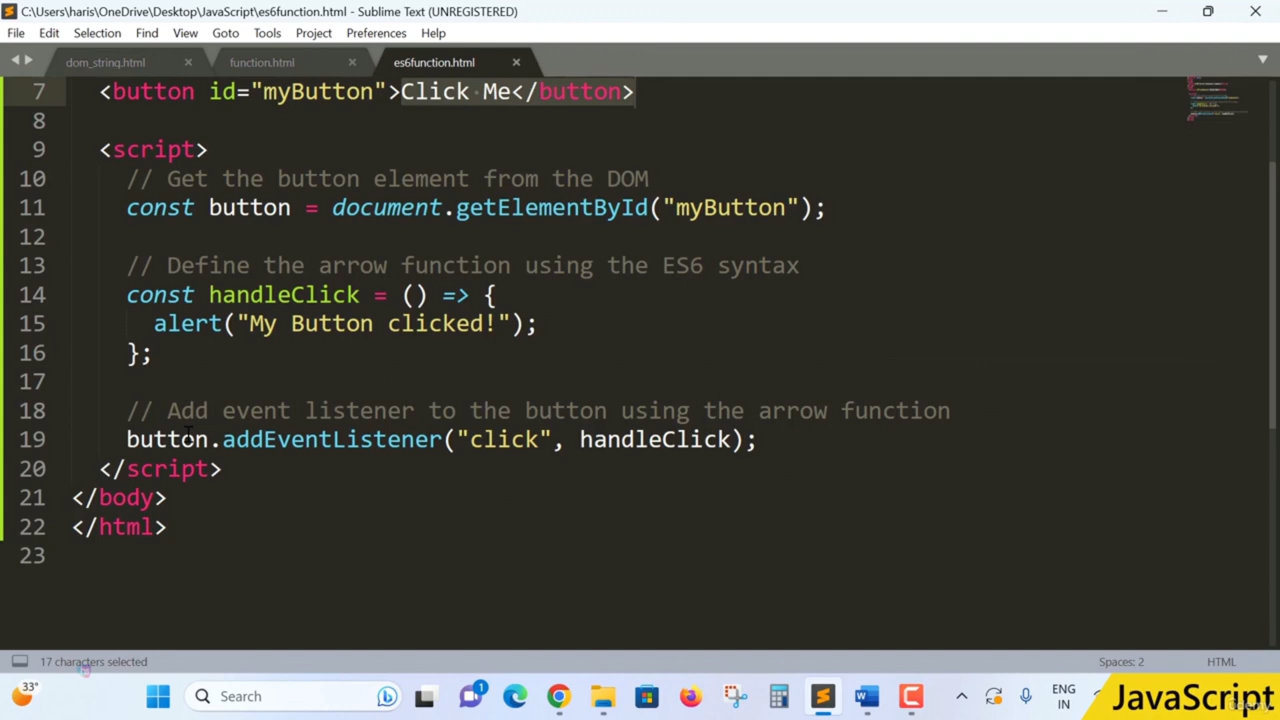 C:\Users\haris\OneDrive\Desktop\JavaScript\es6function.html - Sublime Text (UNREGISTERED)
File Edit Selection Find View Goto Tools Project Preferences Help
dom_string.html function.html es6function.html
7 <button id="myButton">Click Me</button>
8
9 <script>
10 // Get the button element from the DOM
11 const button = document.getElementById("myButton");
12
13 // Define the arrow function using the ES6 syntax
14 const handleClick = () => {
15 alert("My Button clicked!");
16 };
17
18 // Add event listener to the button using the arrow function
19 button.addEventListener("click", handleClick);
20 </script>
21 </body>
22 </html>
23
17 characters selected Spaces: 2 HTML
33° Search 1 ENG
IN
JavaScript